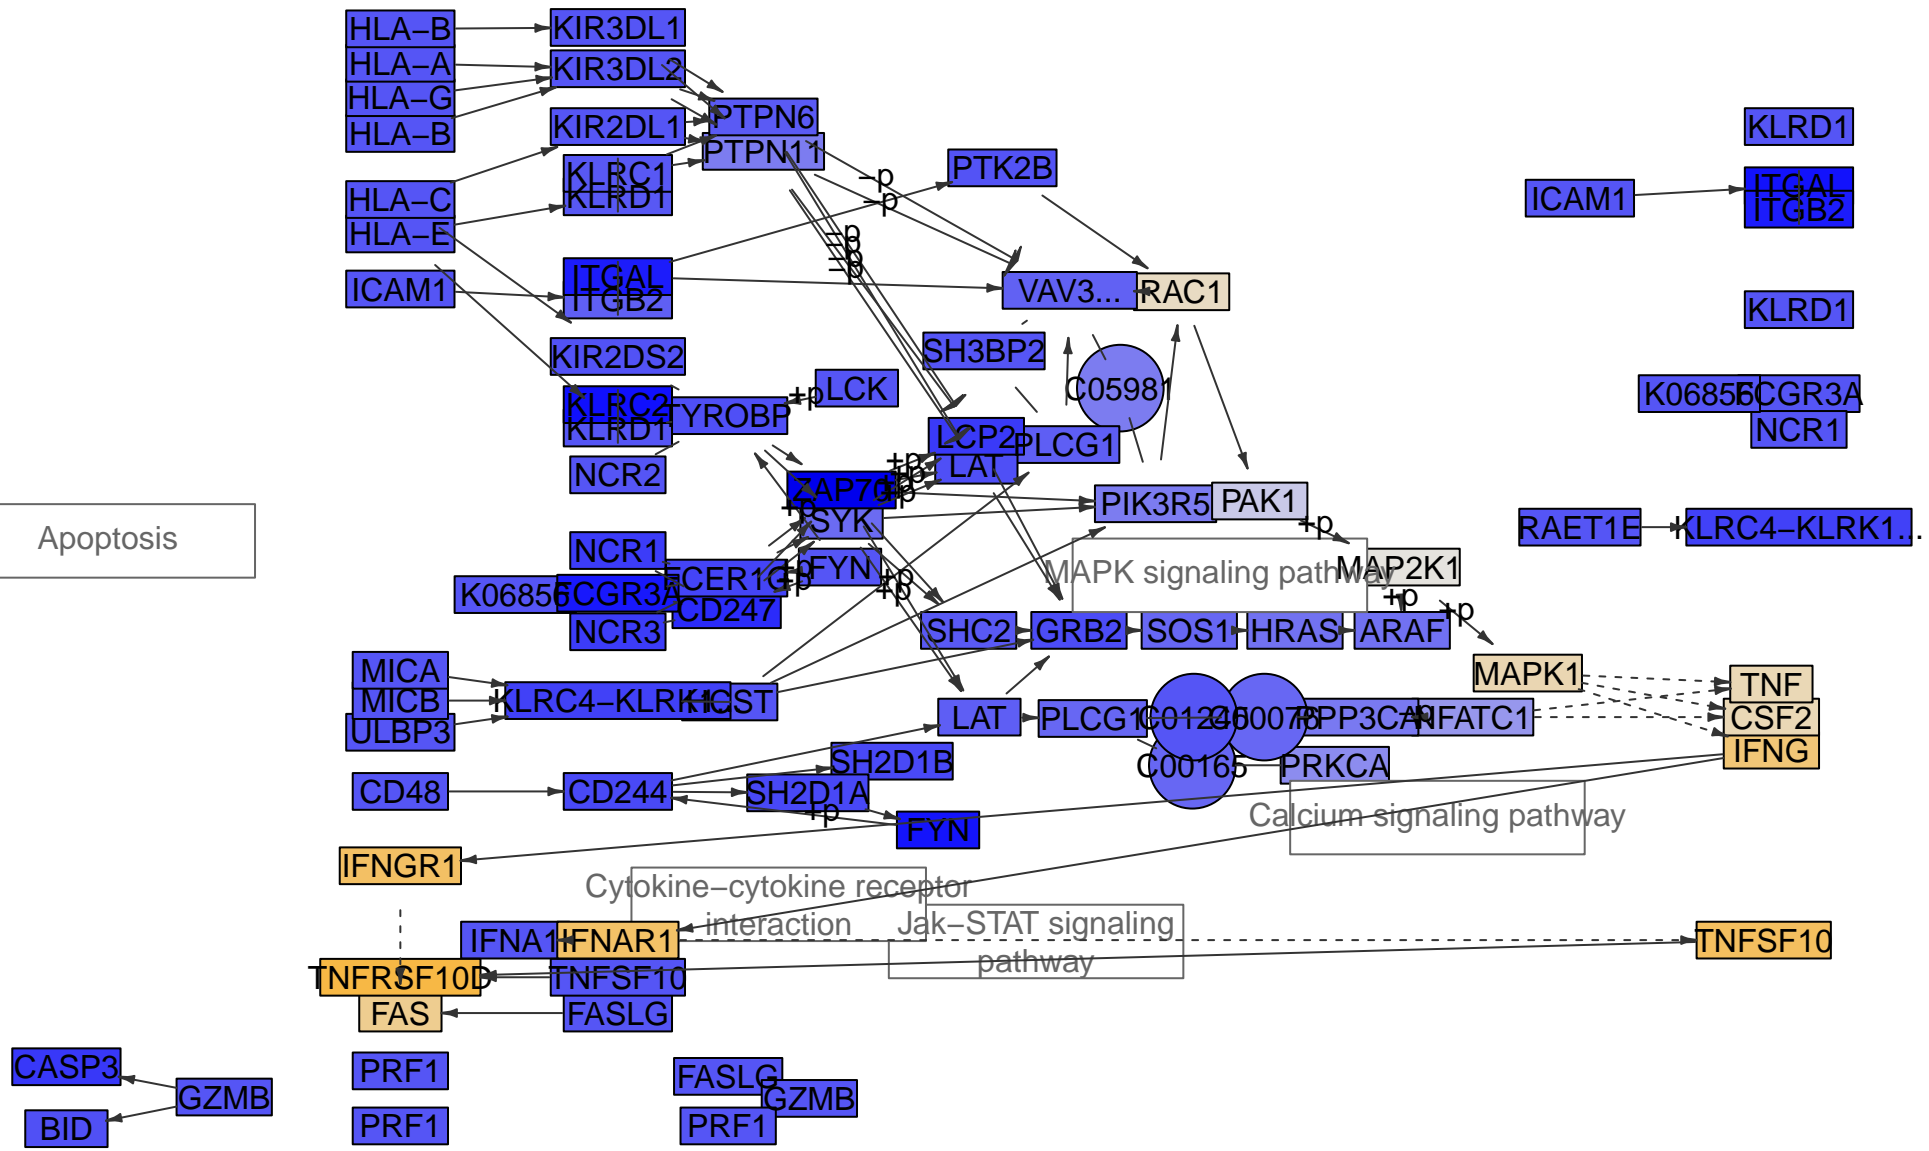 HLA−B
KIR3DL1
HLA−A
KIR3DL2
HLA−G
HLA−B
PTPN6
KIR2DL1
KLRD1
PTPN11
KLRC1
KLRD1
PTK2B
−p
−p
HLA−C
ICAM1
ITGAL
ITGB2
HLA−E
−p
−p
−p
−p
ICAM1
ITGAL
ITGB2
VAV3...
RAC1
KLRD1
KIR2DS2
SH3BP2
LCK
+p
C05981
K06856
FCGR3A
KLRC2
KLRD1
TYROBP
NCR1
LCP2
PLCG1
LAT
NCR2
+p
+p
+p
+p
ZAP70
PIK3R5
PAK1
+p
SYK
+p
RAET1E
KLRC4−KLRK1...
Apoptosis
NCR1
FYN
FCER1G
+p
+p
+p
+p
MAPK signaling pathway
MAP2K1
K06856
FCGR3A
CD247
+p
+p
NCR3
SHC2
GRB2
SOS1
HRAS
ARAF
MICA
MICB
ULBP3
KLRC4−KLRK1...
HCST
MAPK1
TNF
CSF2
IFNG
LAT
PLCG1
C01245
C00076
PPP3CA
NFATC1
C00165
PRKCA
SH2D1B
CD48
CD244
SH2D1A
+p
FYN
Calcium signaling pathway
IFNGR1
Cytokine−cytokine receptor
interaction
Jak−STAT signaling
pathway
IFNA1
IFNAR1
TNFSF10
TNFRSF10D
TNFSF10
FAS
FASLG
CASP3
GZMB
BID
PRF1
PRF1
FASLG
GZMB
PRF1